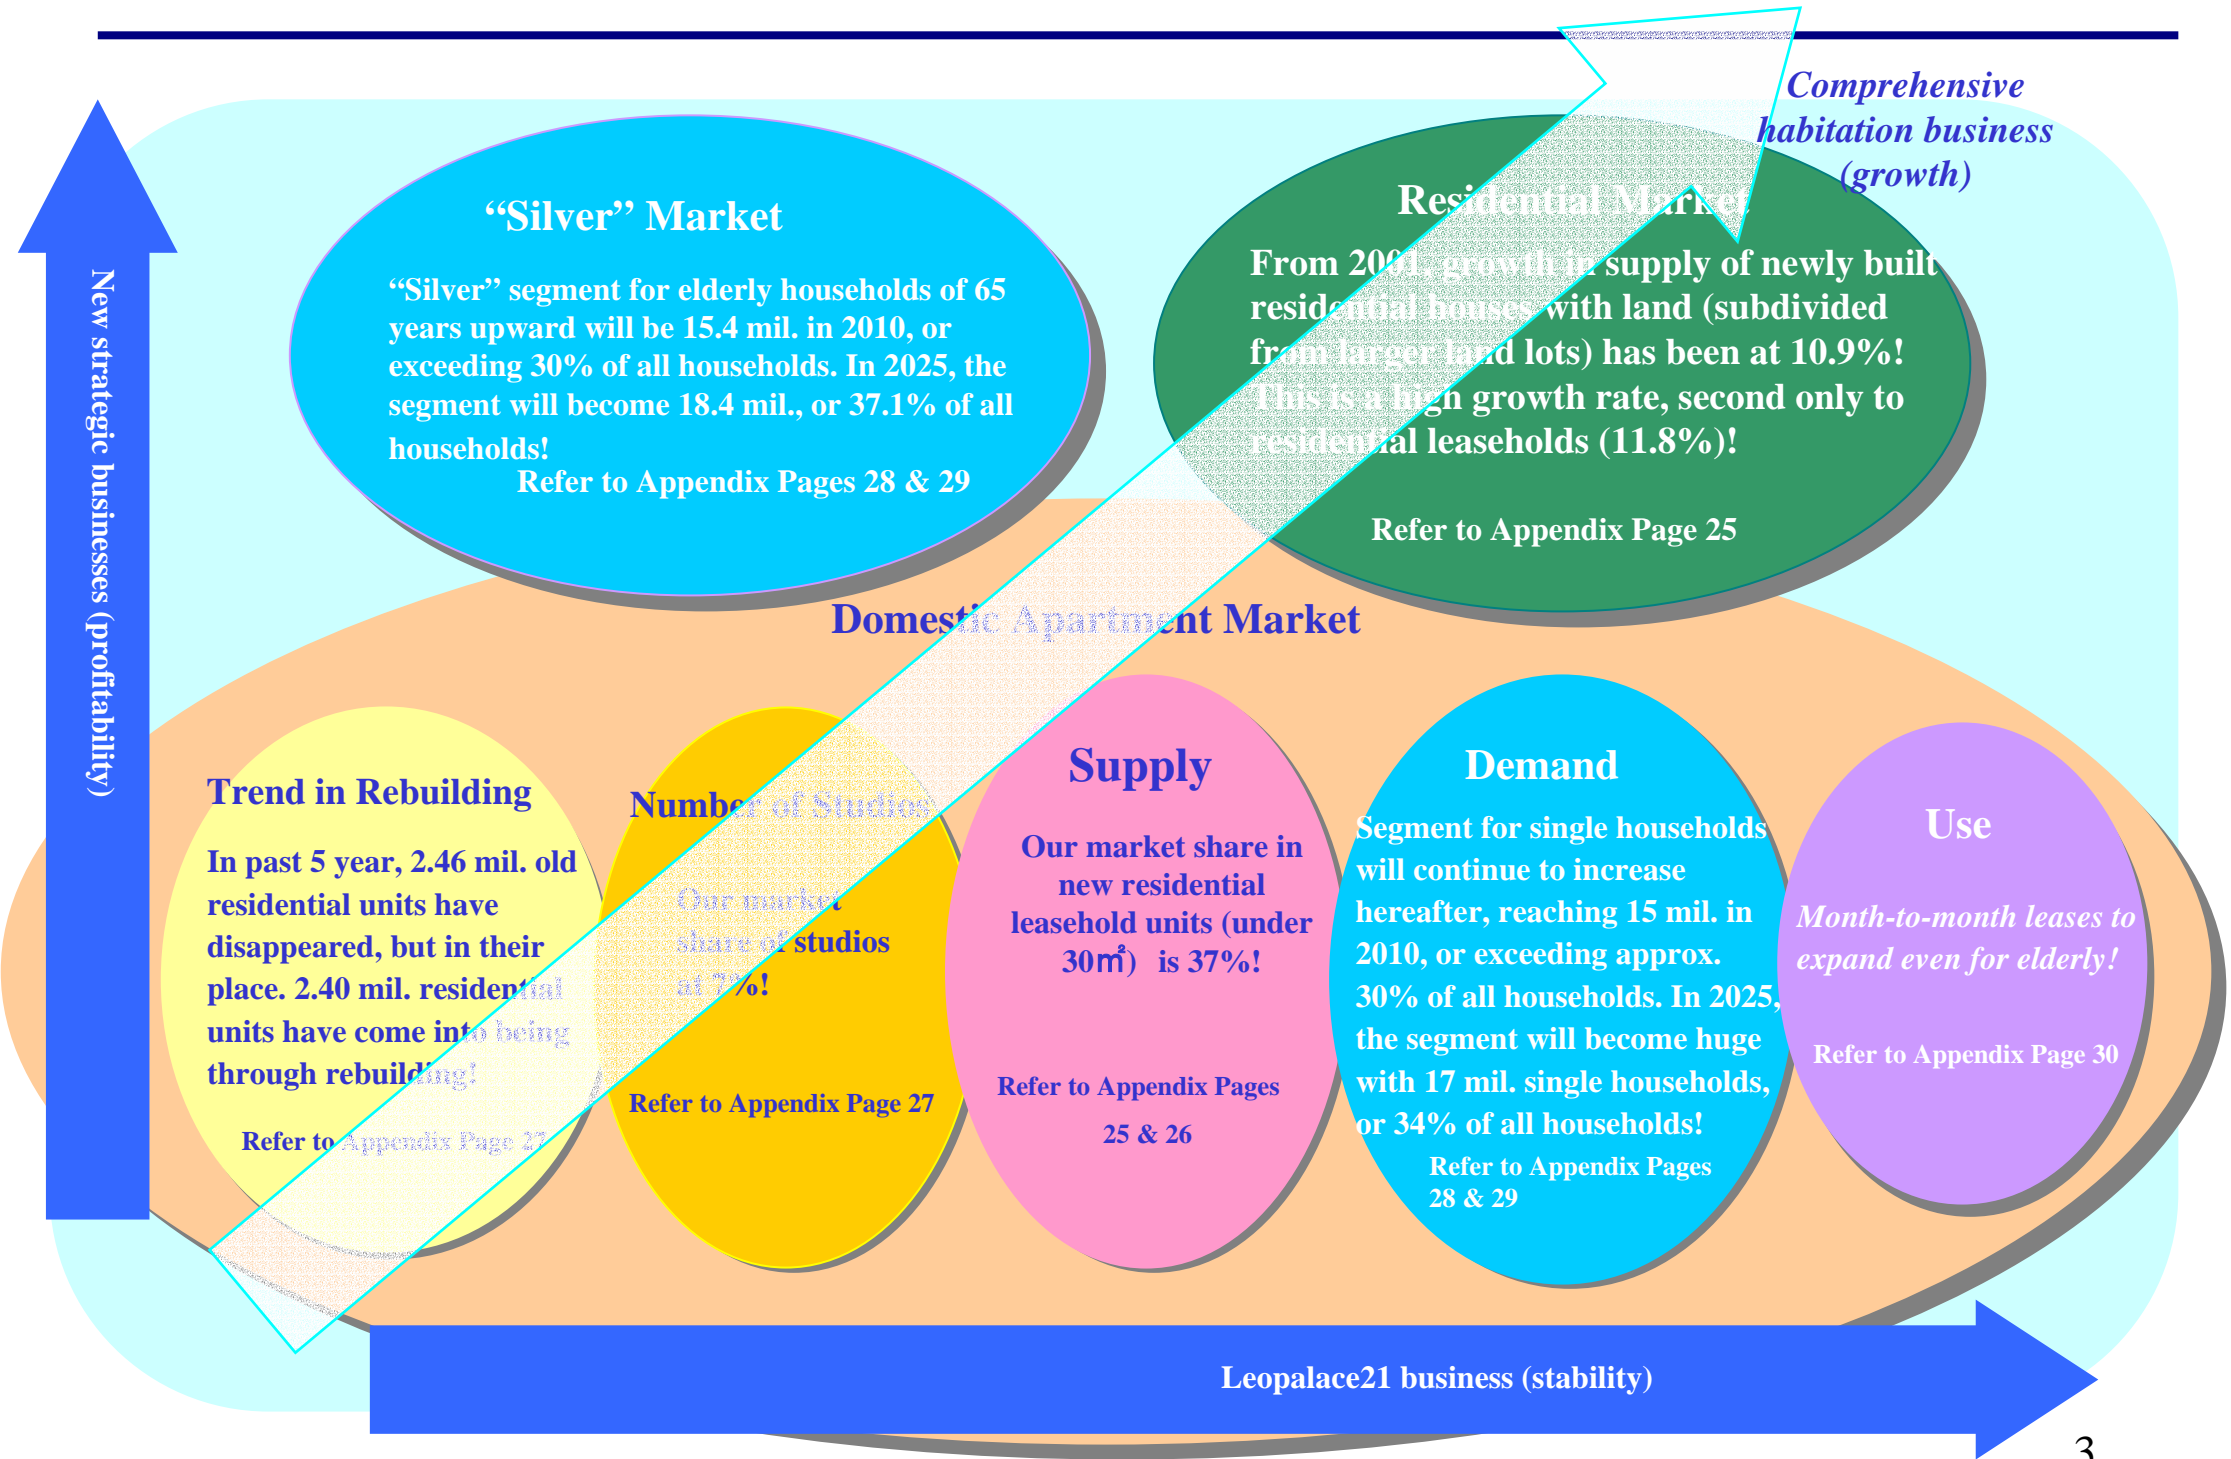 Comprehensive
habitation business
(growth)
New strategic businesses (profitability)
“Silver” Market
“Silver” segment for elderly households of 65
years upward will be 15.4 mil. in 2010, or
exceeding 30% of all households. In 2025, the
segment will become 18.4 mil., or 37.1% of all
households!
Refer to Appendix Pages 28 & 29
Residential Market
From 2001, growth in supply of newly built
residential houses with land (subdivided
from larger land lots) has been at 10.9%!
This is a high growth rate, second only to
residential leaseholds (11.8%)!
Refer to Appendix Page 25
Domestic Apartment Market
Trend in Rebuilding
In past 5 year, 2.46 mil. old
residential units have
disappeared, but in their
place. 2.40 mil. residential
units have come into being
through rebuilding!
Refer to Appendix Page 27
Number of Studios
Our market
share of studios
at 7%!
Refer to Appendix Page 27
Supply
Our market share in
new residential
leasehold units (under
30㎡) is 37%!
Refer to Appendix Pages
25 & 26
Demand
Segment for single households
will continue to increase
hereafter, reaching 15 mil. in
2010, or exceeding approx.
30% of all households. In 2025,
the segment will become huge
with 17 mil. single households,
or 34% of all households!
Refer to Appendix Pages
28 & 29
Use
Month-to-month leases to
expand even for elderly!
Refer to Appendix Page 30
Leopalace21 business (stability)
3